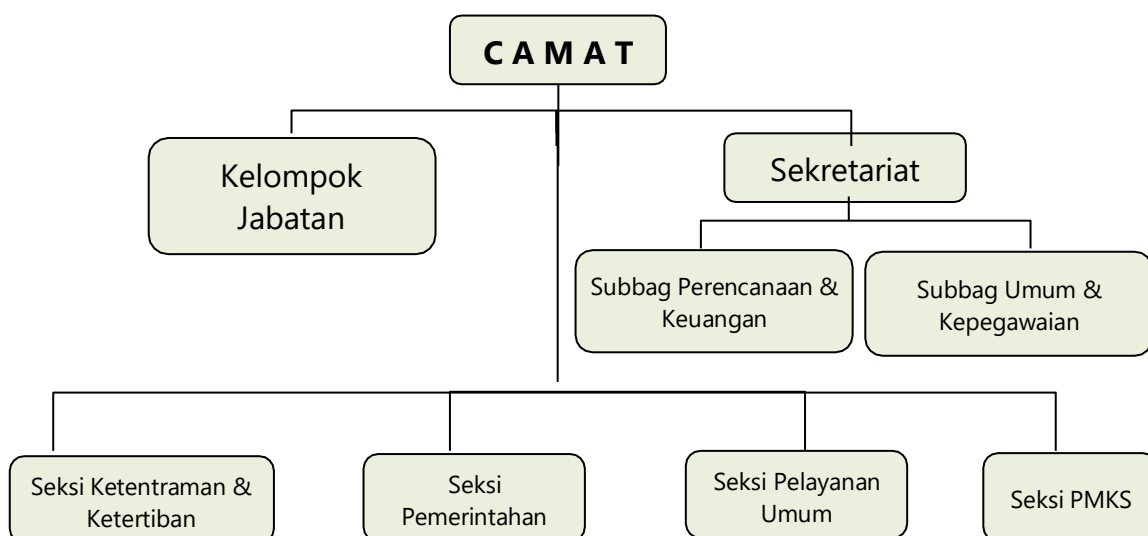 C A M A T
Kelompok
Jabatan
Sekretariat
Subbag Perencanaan &
Keuangan
Subbag Umum &
Kepegawaian
Seksi Ketentraman &
Ketertiban
Seksi
Pemerintahan
Seksi Pelayanan
Umum
Seksi PMKS